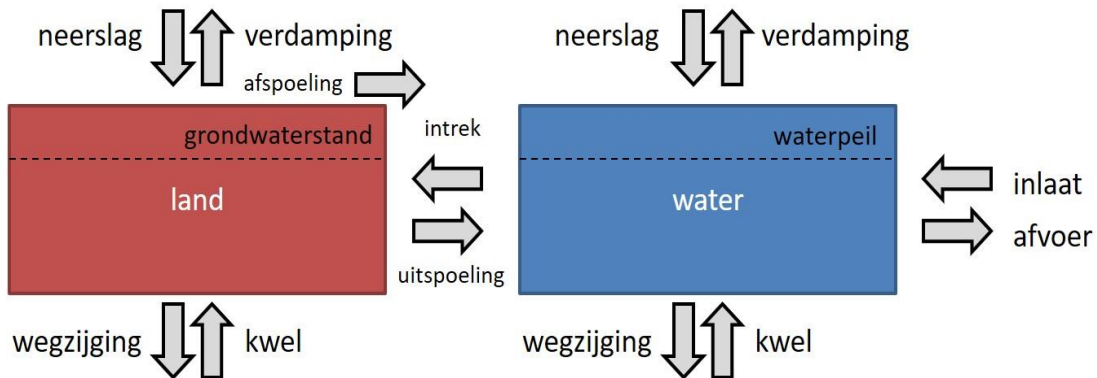 neerslag verdamping
afspoeling
grondwaterstand
land
intrek
uitspoeling
wegzijging kwel
neerslag verdamping
waterpeil
water
inlaat
afvoer
wegzijging kwel